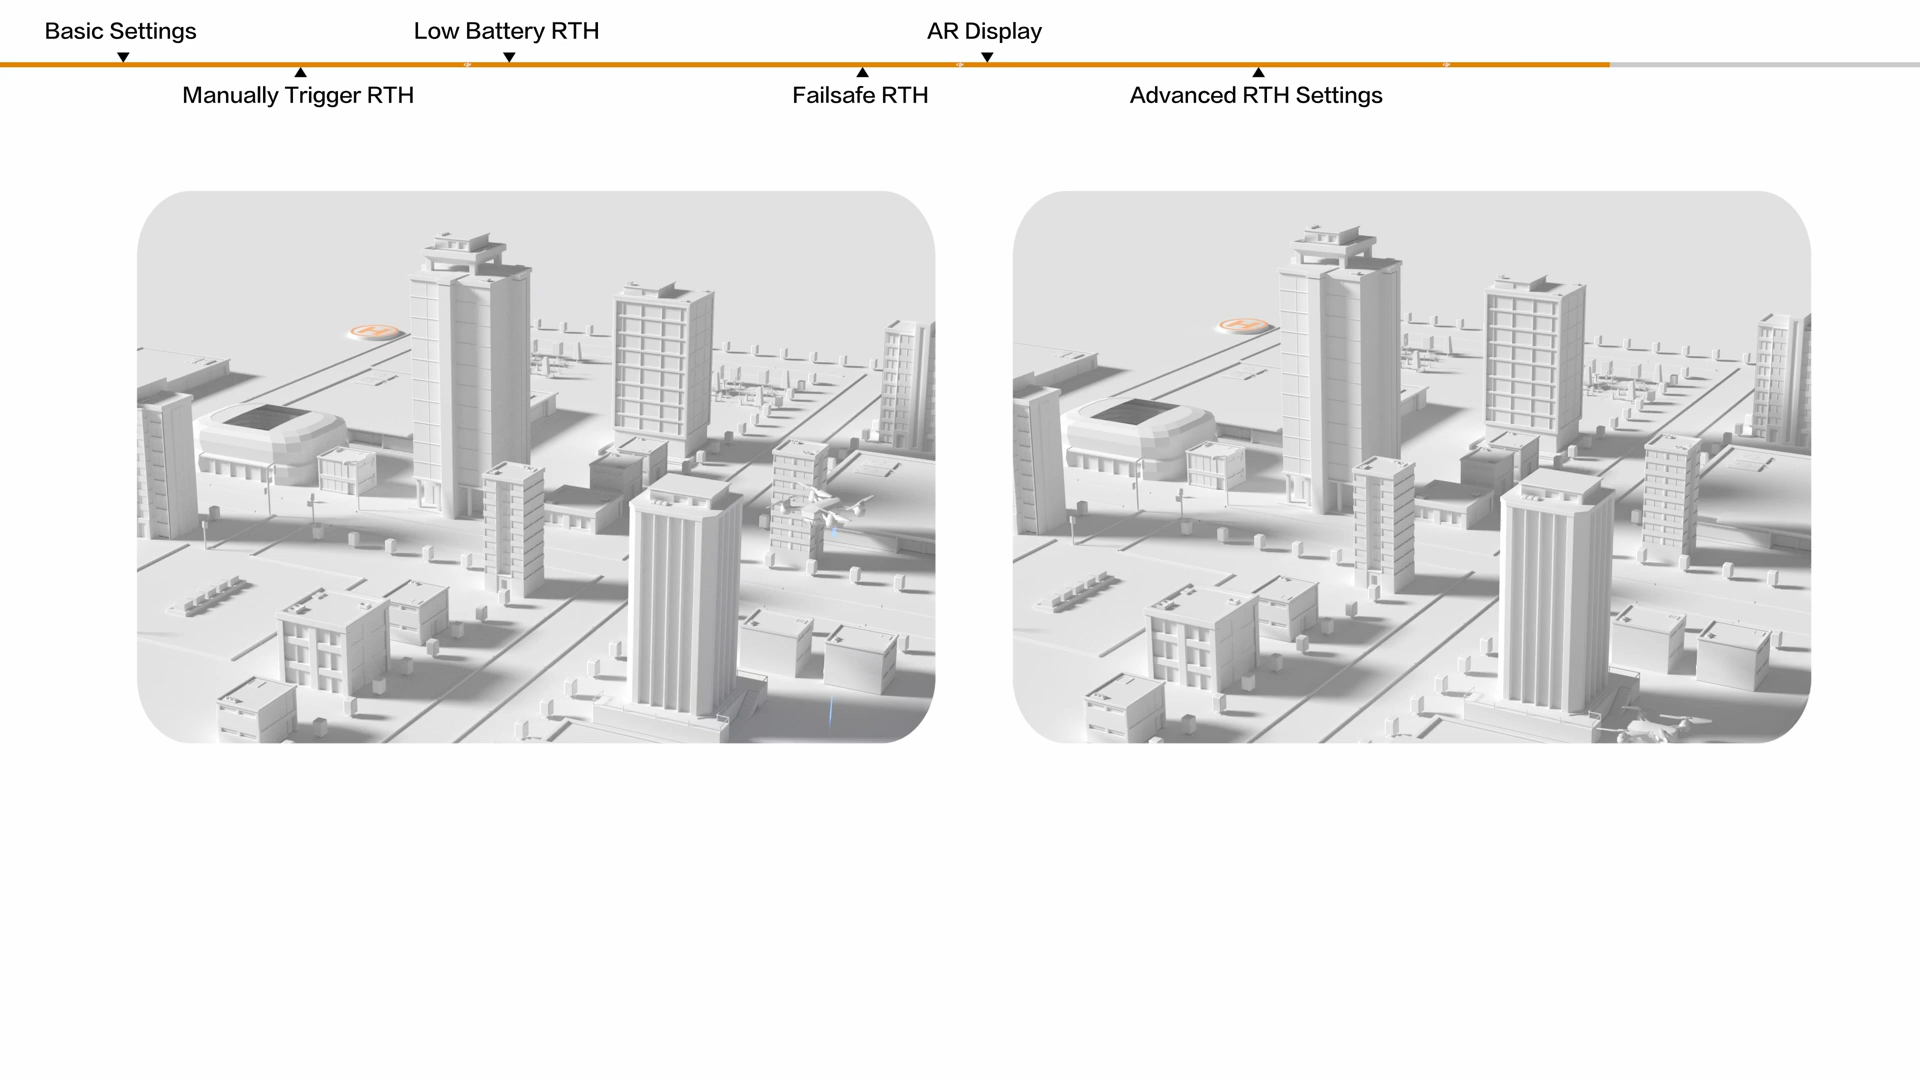 Basic Settings
Low Battery RTH
AR Display
Manually Trigger RTH
Failsafe RTH
Advanced RTH Settings
H
H